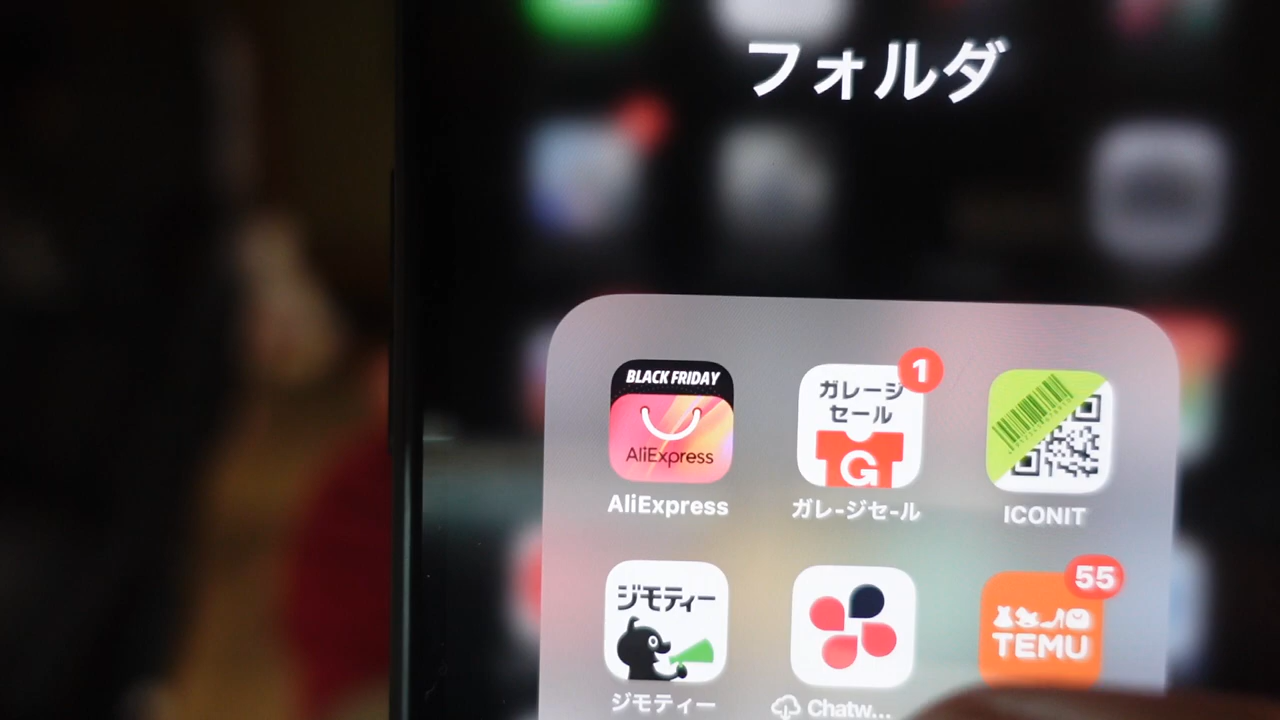 フォルダ
BLACK FRIDAY
AliExpress
AliExpress
ガレージ
セール
G
1
ガレージセール
ICONIT
ジモティー
ジモティー
Chatw...
TEMU
55